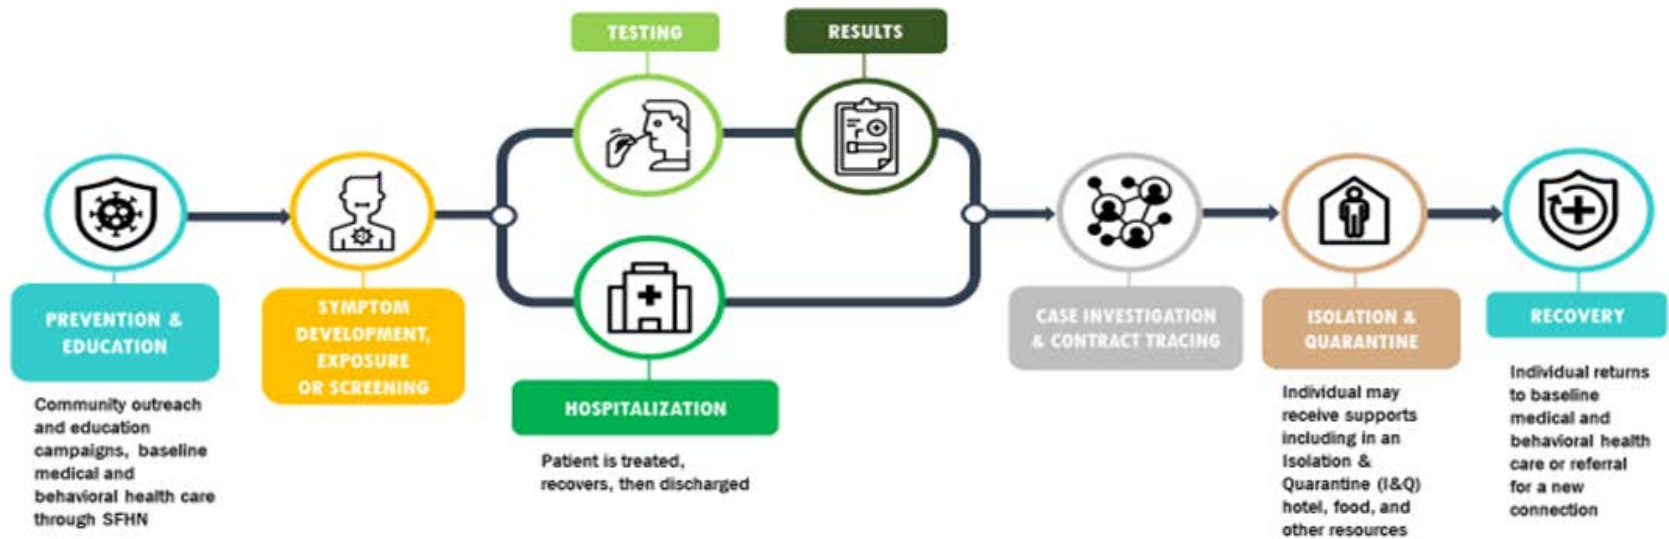 TESTING
RESULTS
PREVENTION &
EDUCATION
Community outreach
and education
campaigns, baseline
medical and
behavioral health care
through SFHN
SYMPTOM
DEVELOPMENT,
EXPOSURE
OR SCREENING
HOSPITALIZATION
Patient is treated,
recovers, then discharged
CASE INVESTIGATION
& CONTRACT TRACING
ISOLATION &
QUARANTINE
Individual may
receive supports
including in an
Isolation &
Quarantine (I&Q)
hotel, food, and
other resources
RECOVERY
Individual returns
to baseline
medical and
behavioral health
care or referral
for a new
connection